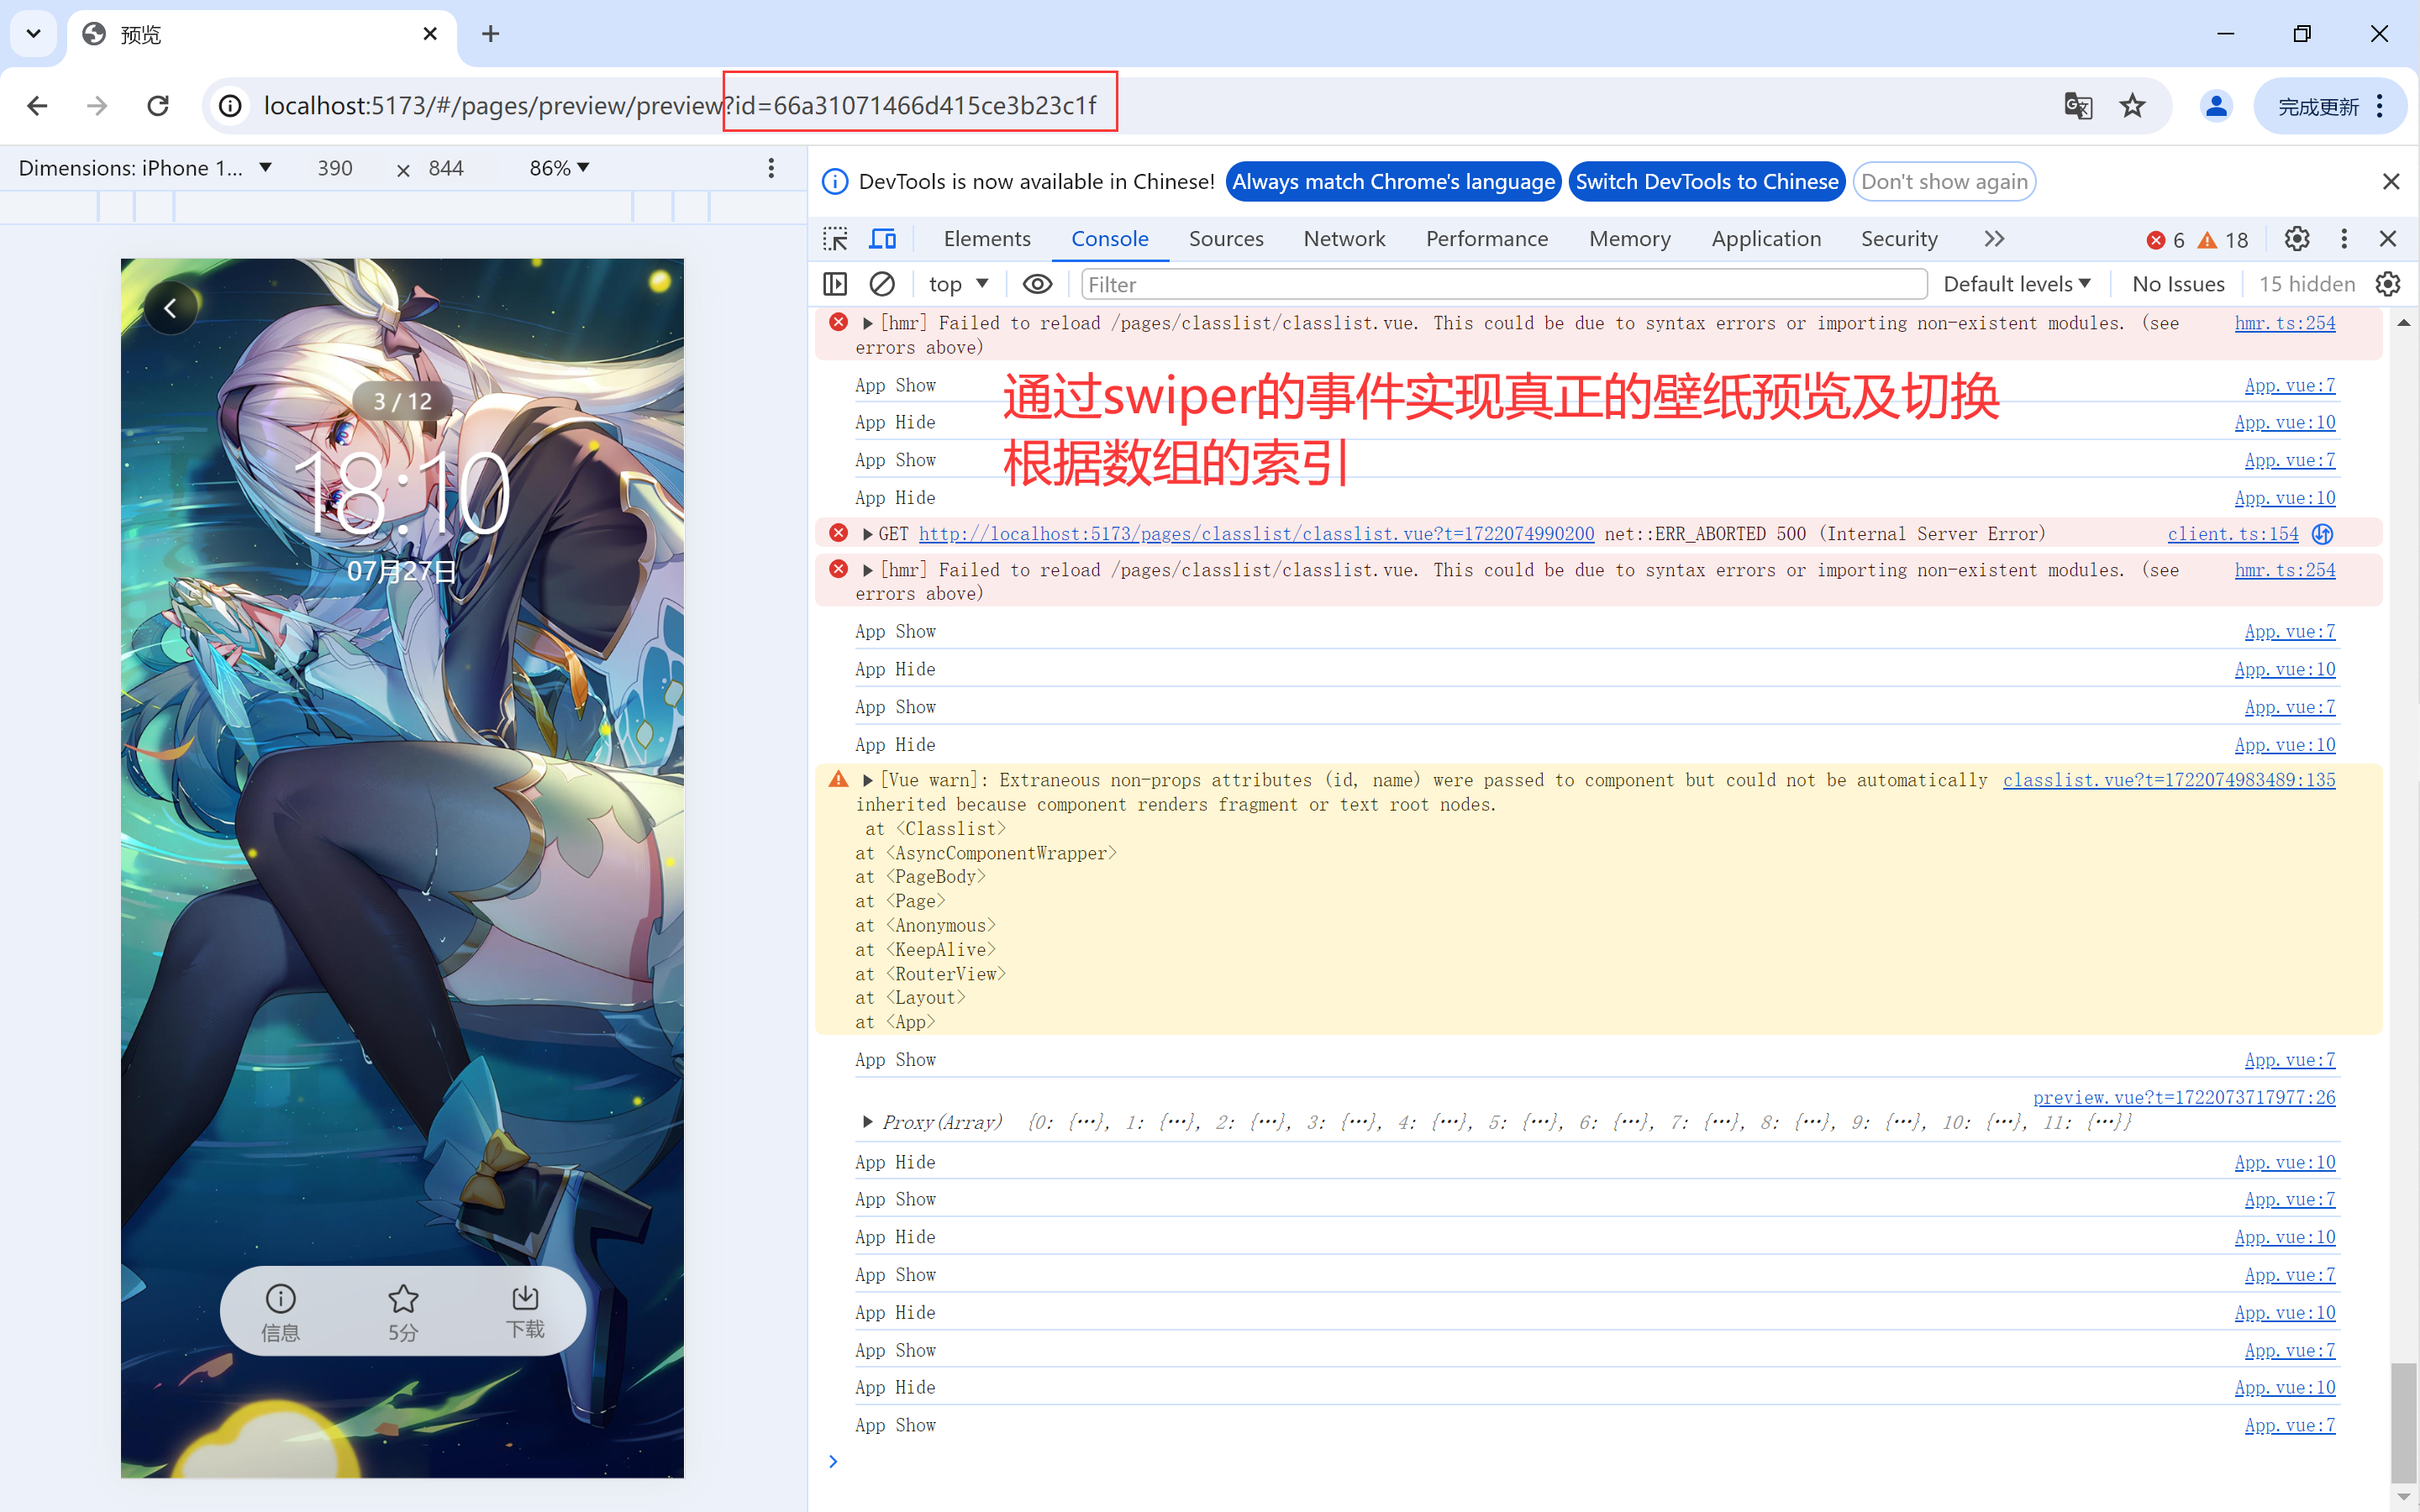 预览
localhost:5173/#/pages/preview/preview?id=66a31071466d415ce3b23c1f
完成更新
Dimensions: iPhone 1... 390 × 844 86%
DevTools is now available in Chinese! Always match Chrome's language Switch DevTools to Chinese Don't show again
Elements Console Sources Network Performance Memory Application Security 6 18
top Filter Default levels No Issues 15 hidden
3 / 12
18:10
07月27日
信息 5分 下载
[hmr] Failed to reload /pages/classlist/classlist.vue. This could be due to syntax errors or importing non-existent modules. (see hmr.ts:254
errors above)
App Show App.vue:7
通过swiper的事件实现真正的壁纸预览及切换
App Hide App.vue:10
根据数组的索引
App Show App.vue:7
App Hide App.vue:10
GET http://localhost:5173/pages/classlist/classlist.vue?t=1722074990200 net::ERR_ABORTED 500 (Internal Server Error) client.ts:154
[hmr] Failed to reload /pages/classlist/classlist.vue. This could be due to syntax errors or importing non-existent modules. (see hmr.ts:254
errors above)
App Show App.vue:7
App Hide App.vue:10
App Show App.vue:7
App Hide App.vue:10
[Vue warn]: Extraneous non-props attributes (id, name) were passed to component but could not be automatically classlist.vue?t=1722074983489:135
inherited because component renders fragment or text root nodes.
at <Classlist>
at <AsyncComponentWrapper>
at <PageBody>
at <Page>
at <Anonymous>
at <KeepAlive>
at <RouterView>
at <Layout>
at <App>
App Show App.vue:7
preview.vue?t=1722073717977:26
Proxy(Array) {0: {…}, 1: {…}, 2: {…}, 3: {…}, 4: {…}, 5: {…}, 6: {…}, 7: {…}, 8: {…}, 9: {…}, 10: {…}, 11: {…}}
App Hide App.vue:10
App Show App.vue:7
App Hide App.vue:10
App Show App.vue:7
App Hide App.vue:10
App Show App.vue:7
App Hide App.vue:10
App Show App.vue:7